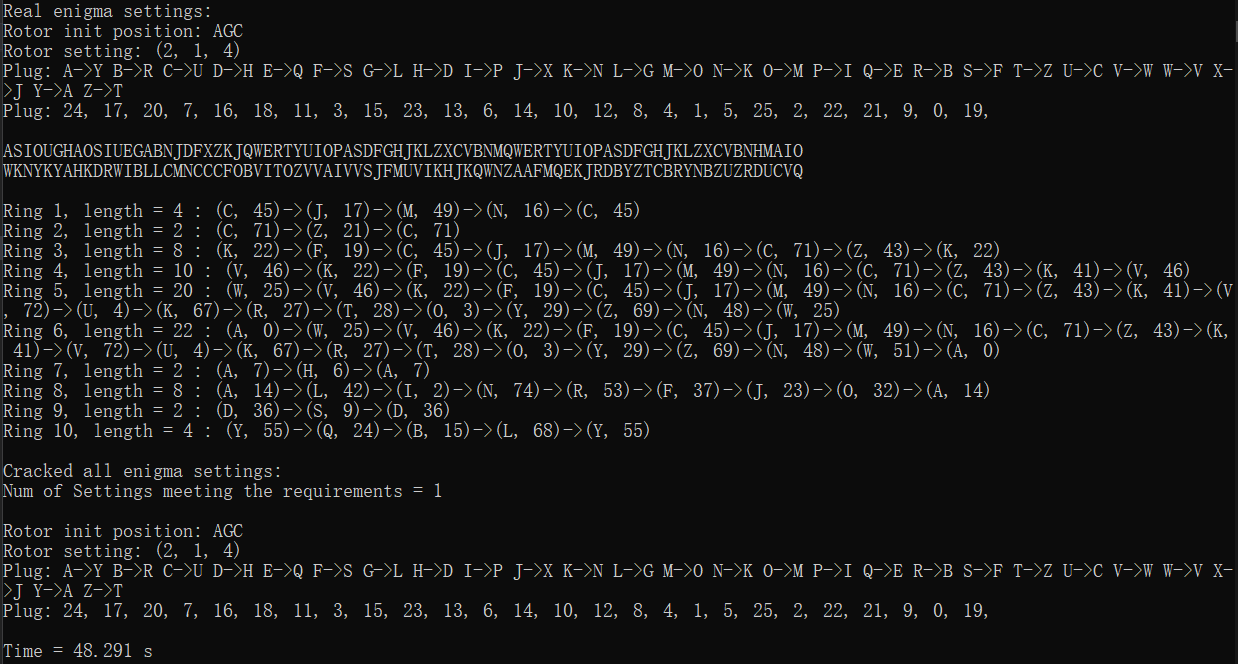 Real enigma settings:
Rotor init position: AGC
Rotor setting: (2, 1, 4)
Plug: A->Y B->R C->U D->H E->Q F->S G->L H->D I->P J->X K->N L->G M->O N->K O->M P->I Q->E R->B S->F T->Z U->C V->W W->V X-
>J Y->A Z->T
Plug: 24, 17, 20, 7, 16, 18, 11, 3, 15, 23, 13, 6, 14, 10, 12, 8, 4, 1, 5, 25, 2, 22, 21, 9, 0, 19,
ASIOUGHAOSIUEGABNJDFXZKJQWERTYUIOPASDFGHJKLZXCVBNMQWERTYUIOPASDFGHJKLZXCVBNHMAIO
WKNYKYAHKDRWIBLLCMNCCCFOBVITOZVVAIVVSJFMUVIKHJKQWNZAAFMQEKJRDBYZTCBRYNBZUZRDUCVQ
Ring 1, length = 4 : (C, 45)->(J, 17)->(M, 49)->(N, 16)->(C, 45)
Ring 2, length = 2 : (C, 71)->(Z, 21)->(C, 71)
Ring 3, length = 8 : (K, 22)->(F, 19)->(C, 45)->(J, 17)->(M, 49)->(N, 16)->(C, 71)->(Z, 43)->(K, 22)
Ring 4, length = 10 : (V, 46)->(K, 22)->(F, 19)->(C, 45)->(J, 17)->(M, 49)->(N, 16)->(C, 71)->(Z, 43)->(K, 41)->(V, 46)
Ring 5, length = 20 : (W, 25)->(V, 46)->(K, 22)->(F, 19)->(C, 45)->(J, 17)->(M, 49)->(N, 16)->(C, 71)->(Z, 43)->(K, 41)->(V
, 72)->(U, 4)->(K, 67)->(R, 27)->(T, 28)->(O, 3)->(Y, 29)->(Z, 69)->(N, 48)->(W, 25)
Ring 6, length = 22 : (A, 0)->(W, 25)->(V, 46)->(K, 22)->(F, 19)->(C, 45)->(J, 17)->(M, 49)->(N, 16)->(C, 71)->(Z, 43)->(K,
41)->(V, 72)->(U, 4)->(K, 67)->(R, 27)->(T, 28)->(O, 3)->(Y, 29)->(Z, 69)->(N, 48)->(W, 51)->(A, 0)
Ring 7, length = 2 : (A, 7)->(H, 6)->(A, 7)
Ring 8, length = 8 : (A, 14)->(L, 42)->(I, 2)->(N, 74)->(R, 53)->(F, 37)->(J, 23)->(O, 32)->(A, 14)
Ring 9, length = 2 : (D, 36)->(S, 9)->(D, 36)
Ring 10, length = 4 : (Y, 55)->(Q, 24)->(B, 15)->(L, 68)->(Y, 55)
Cracked all enigma settings:
Num of Settings meeting the requirements = 1
Rotor init position: AGC
Rotor setting: (2, 1, 4)
Plug: A->Y B->R C->U D->H E->Q F->S G->L H->D I->P J->X K->N L->G M->O N->K O->M P->I Q->E R->B S->F T->Z U->C V->W W->V X-
>J Y->A Z->T
Plug: 24, 17, 20, 7, 16, 18, 11, 3, 15, 23, 13, 6, 14, 10, 12, 8, 4, 1, 5, 25, 2, 22, 21, 9, 0, 19,
Time = 48.291 s